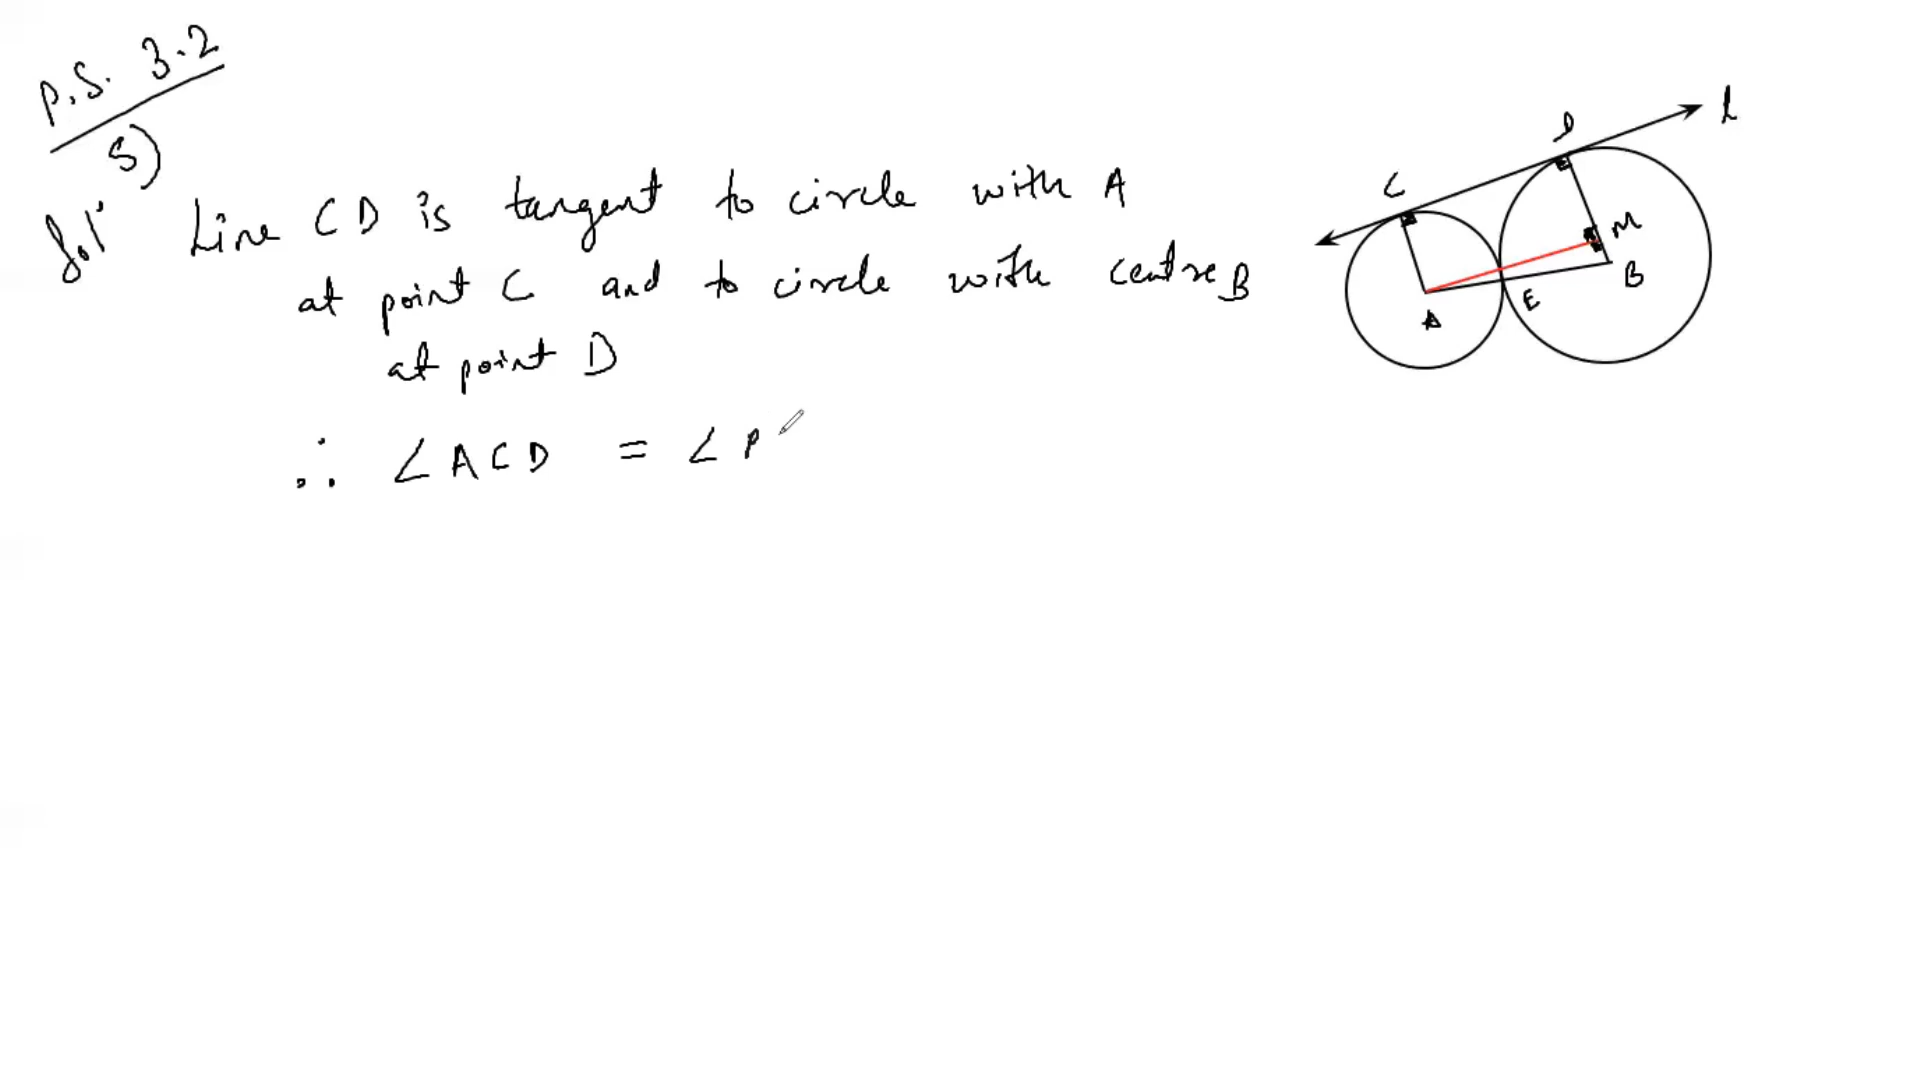 P.S. 3.2
5)
Solⁿ Line CD is tangent to circle with A
at point C and to circle with centre B
at point D
∴ ∠ACD = ∠
l
D
C
M
B
E
A